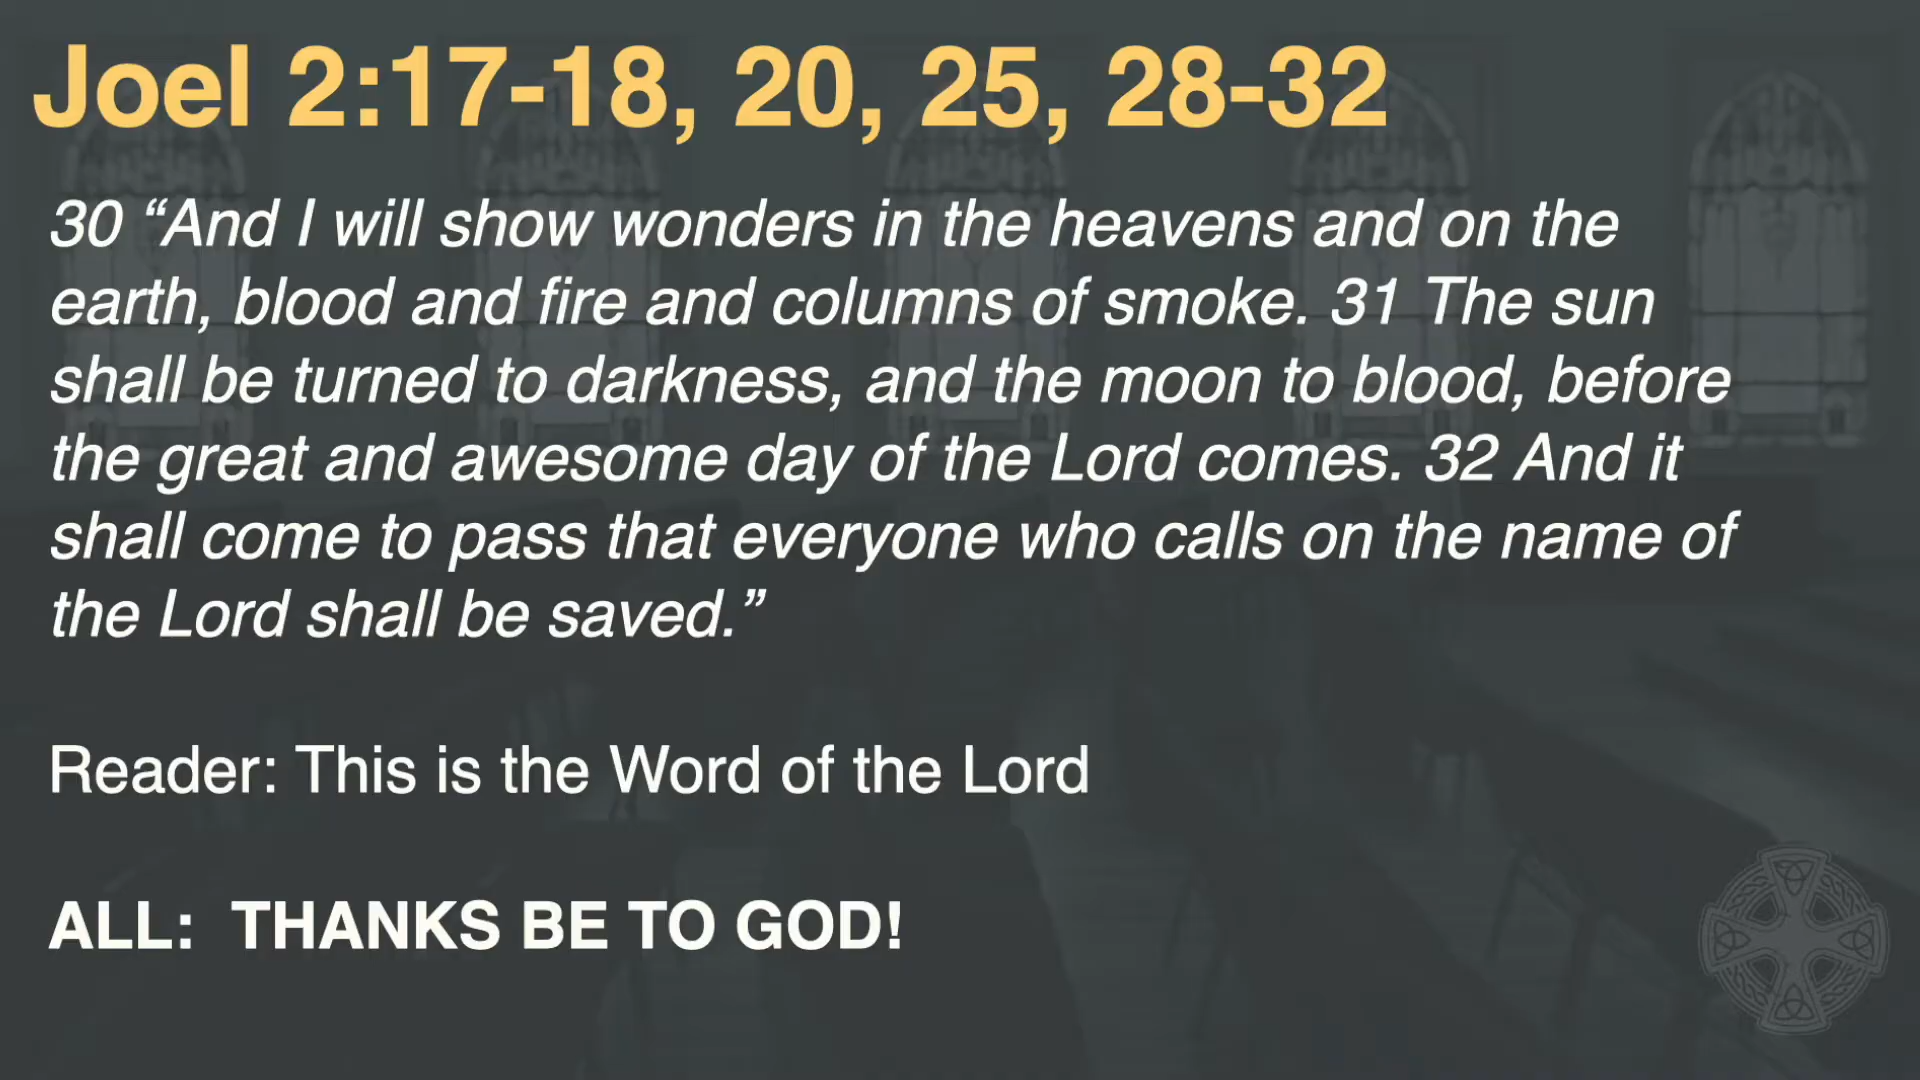 Joel 2:17-18, 20, 25, 28-32
30 “And I will show wonders in the heavens and on the
earth, blood and fire and columns of smoke. 31 The sun
shall be turned to darkness, and the moon to blood, before
the great and awesome day of the Lord comes. 32 And it
shall come to pass that everyone who calls on the name of
the Lord shall be saved.”
Reader: This is the Word of the Lord
ALL:  THANKS BE TO GOD!